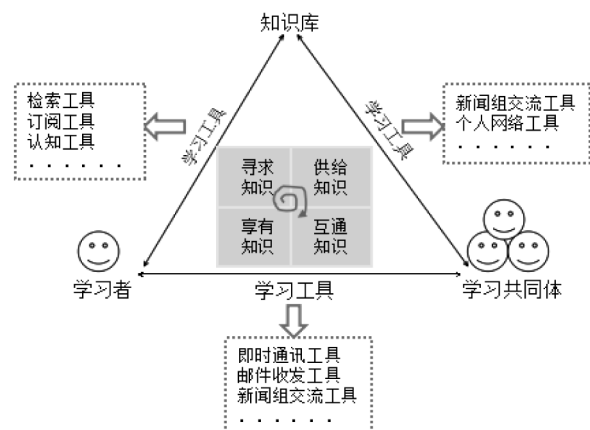 知识库
检索工具
订阅工具
认知工具
. . . . . .
学习工具
学习工具
新闻组交流工具
个人网络工具
. . . . . .
寻求
知识
供给
知识
享有
知识
互通
知识
学习者
学习工具
学习共同体
即时通讯工具
邮件收发工具
新闻组交流工具
. . . . . .